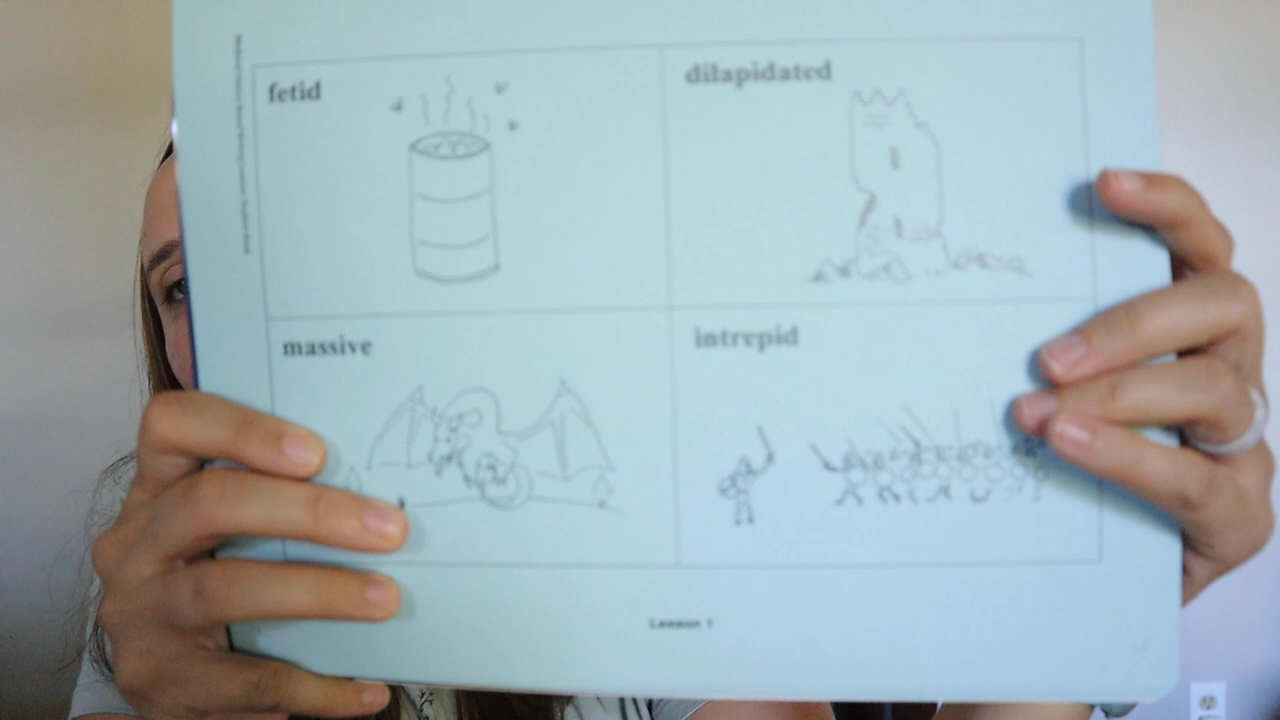 fetid
dilapidated
massive
intrepid
Lesson 1